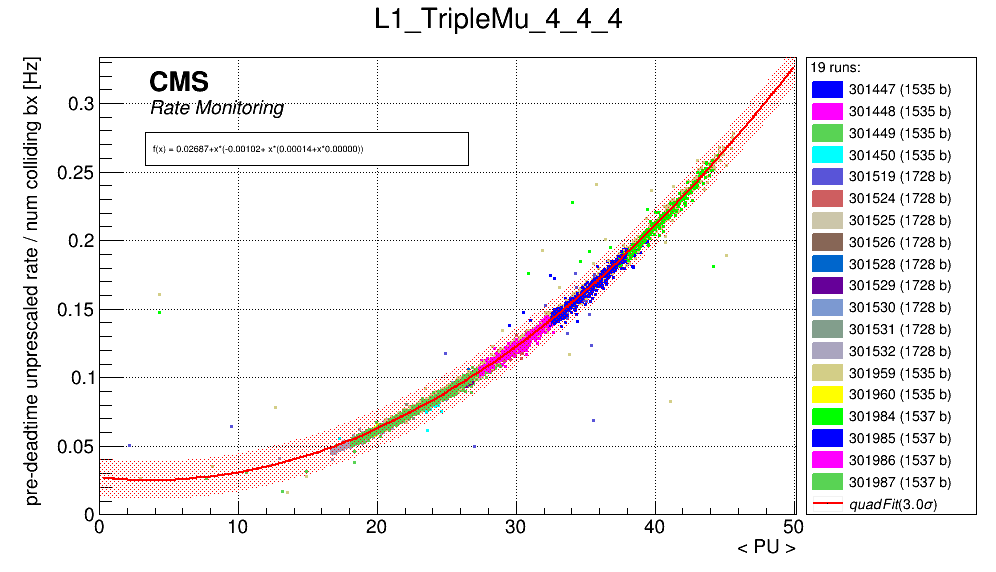 L1_TripleMu_4_4_4
pre-deadtime unprescaled rate / num colliding bx [Hz]
CMS
Rate Monitoring
f(x) = 0.02687+x*(-0.00102+ x*(0.00014+x*0.00000))
0.3
0.25
0.2
0.15
0.1
0.05
0
0 10 20 30 40 50
< PU >
19 runs:
301447 (1535 b)
301448 (1535 b)
301449 (1535 b)
301450 (1535 b)
301519 (1728 b)
301524 (1728 b)
301525 (1728 b)
301526 (1728 b)
301528 (1728 b)
301529 (1728 b)
301530 (1728 b)
301531 (1728 b)
301532 (1728 b)
301959 (1535 b)
301960 (1535 b)
301984 (1537 b)
301985 (1537 b)
301986 (1537 b)
301987 (1537 b)
quadFit(3.0σ)